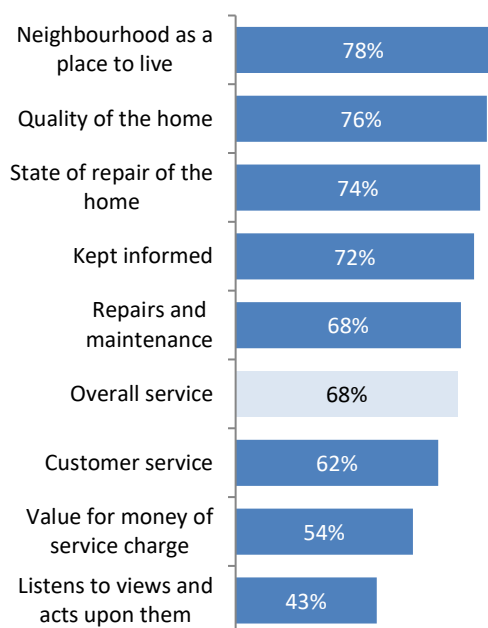 Neighbourhood as a
place to live
78%
Quality of the home
76%
State of repair of the
home
74%
Kept informed
72%
Repairs and
maintenance
68%
Overall service
68%
Customer service
62%
Value for money of
service charge
54%
Listens to views and
acts upon them
43%